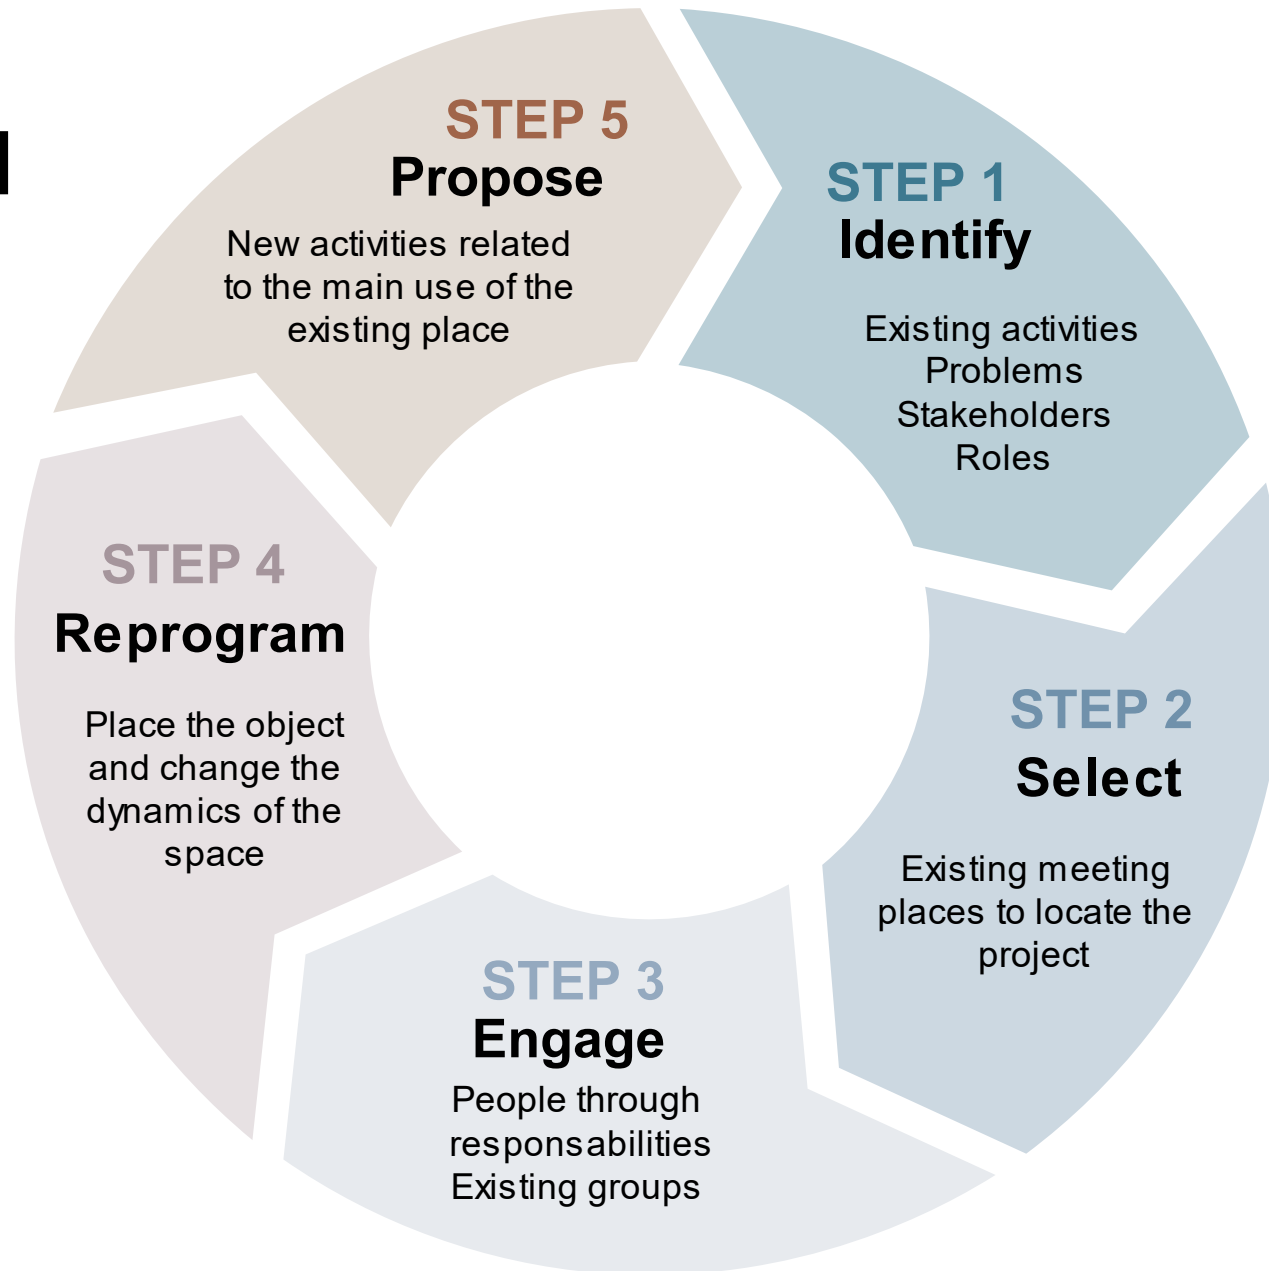 STEP 1
Identify
Existing activities
Problems
Stakeholders
Roles
STEP 2
Select
Existing meeting
places to locate the
project
STEP 3
Engage
People through
responsabilities
Existing groups
STEP 4
Reprogram
Place the object
and change the
dynamics of the
space
STEP 5
Propose
New activities related
to the main use of the
existing place